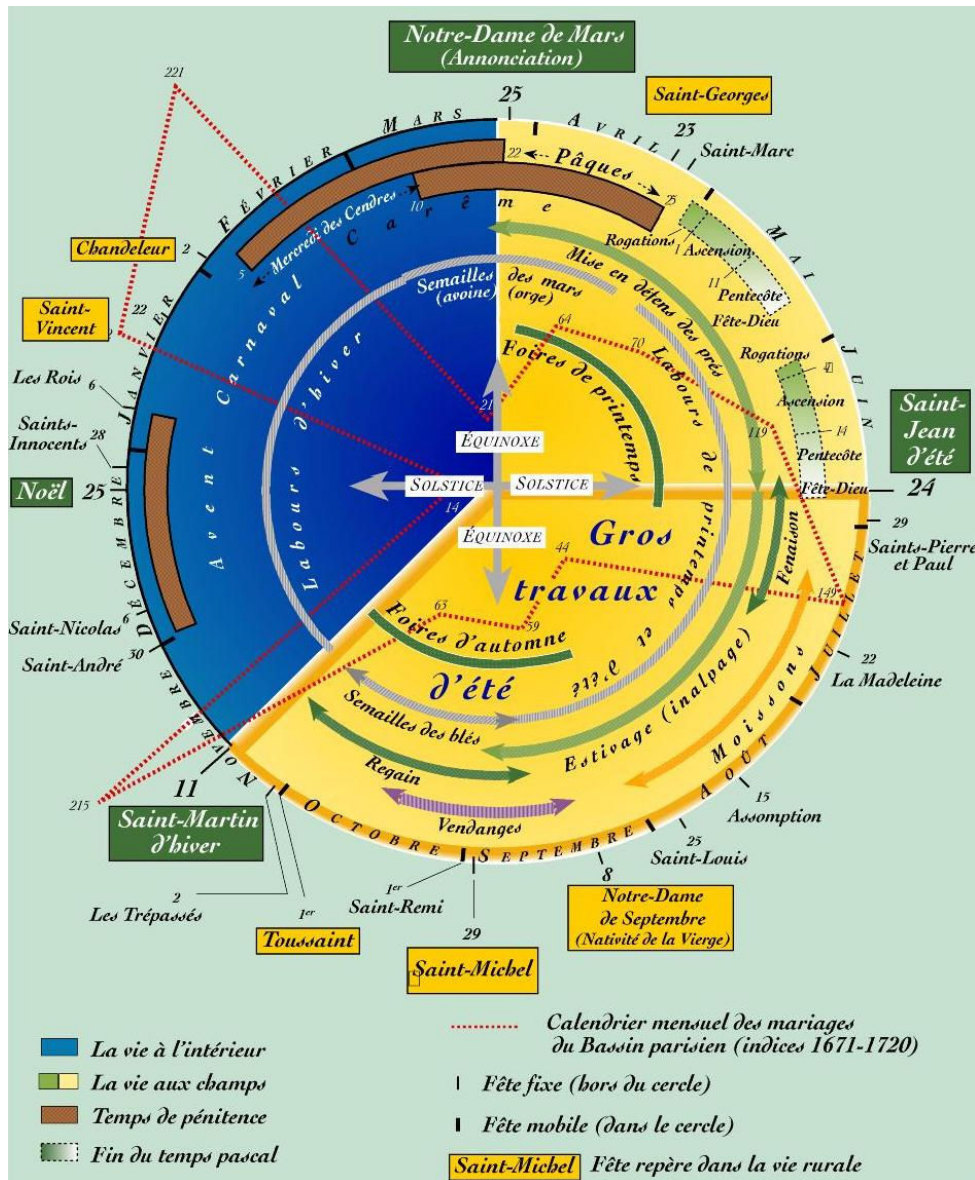 Notre-Dame de Mars
(Annonciation)
221
25
Saint-Georges
23
Saint-Marc
JANVIER
FÉVRIER
MARS
AVRIL
MAI
JUIN
JUILLET
AOÛT
SEPTEMBRE
OCTOBRE
NOVEMBRE
DÉCEMBRE
22
Pâques
25
Mercredi des Cendres
5
10
Carême
Chandeleur
2
Saint-
Vincent
22
Les Rois
6
Saints-
Innocents
28
Noël
25
Saint-Nicolas
6
Saint-André
30
Avent
Carnaval
Labours d'hiver
Semailles
(avoine)
des mars
(orge)
Mise en défens des prés
Rogations
1
Ascension
11
Pentecôte
Fête-Dieu
Rogations
Ascension
14
Pentecôte
Fête-Dieu
64
70
Foires de printemps
Labours de printemps et d'été
21
119
ÉQUINOXE
SOLSTICE
SOLSTICE
ÉQUINOXE
14
Saint-
Jean
d'été
24
29
Saints-Pierre
et Paul
Gros
travaux
d'été
44
Fenaison
149
63
59
Foires d'automne
22
La Madeleine
Semailles des blés
Estivage (inalpage)
Moissons
Regain
Vendanges
215
11
Saint-Martin
d'hiver
15
Assomption
25
Saint-Louis
8
Notre-Dame
de Septembre
(Nativité de la Vierge)
2
Les Trépassés
1er
Toussaint
1er
Saint-Remi
29
Saint-Michel
La vie à l'intérieur
La vie aux champs
Temps de pénitence
Fin du temps pascal
Calendrier mensuel des mariages
du Bassin parisien (indices 1671-1720)
Fête fixe (hors du cercle)
Fête mobile (dans le cercle)
Saint-Michel
Fête repère dans la vie rurale